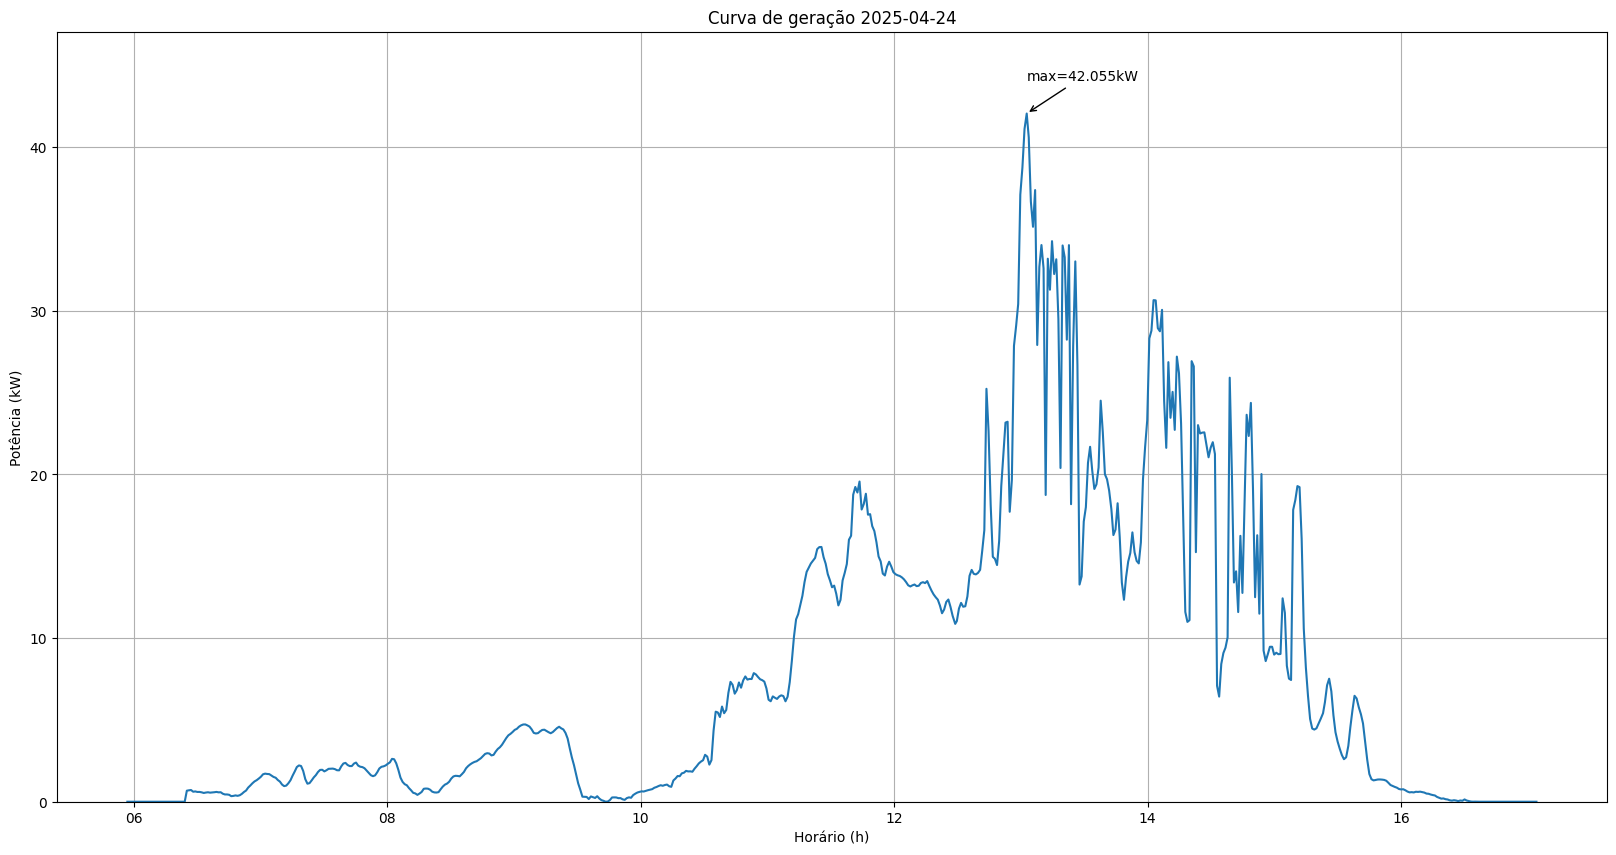 Curva de geração 2025-04-24
max=42.055kW
40
30
20
10
0
Potência (kW)
06 08 10 12 14 16
Horário (h)